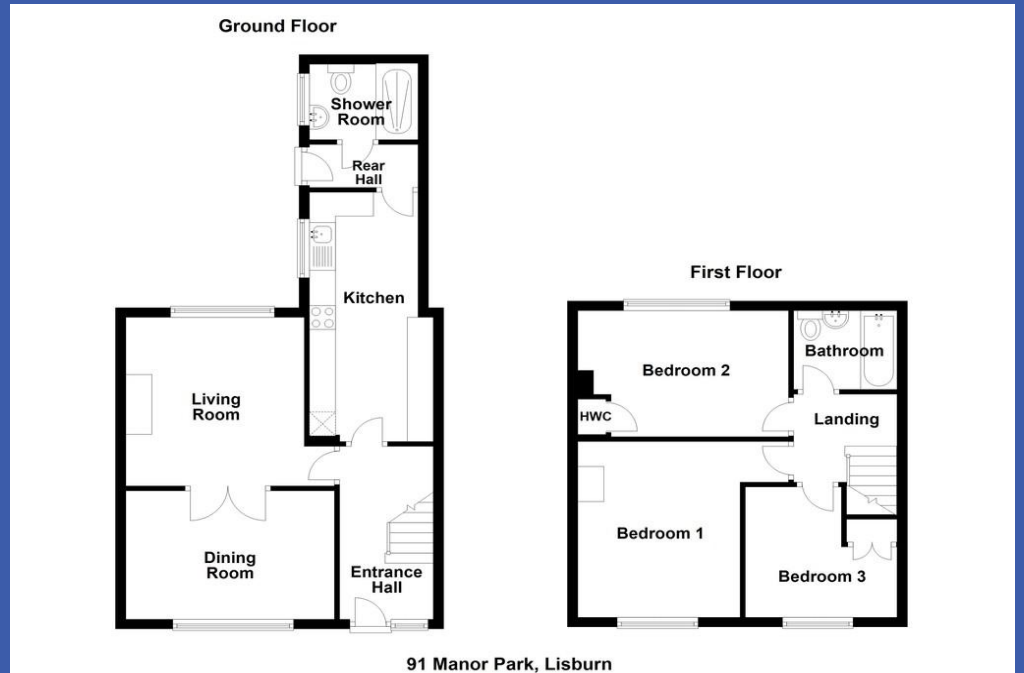 Ground Floor
Shower
Room
Rear
Hall
Kitchen
Living
Room
Dining
Room
Entrance
Hall
First Floor
Bedroom 2
Bathroom
HWC
Landing
Bedroom 1
Bedroom 3
91 Manor Park, Lisburn